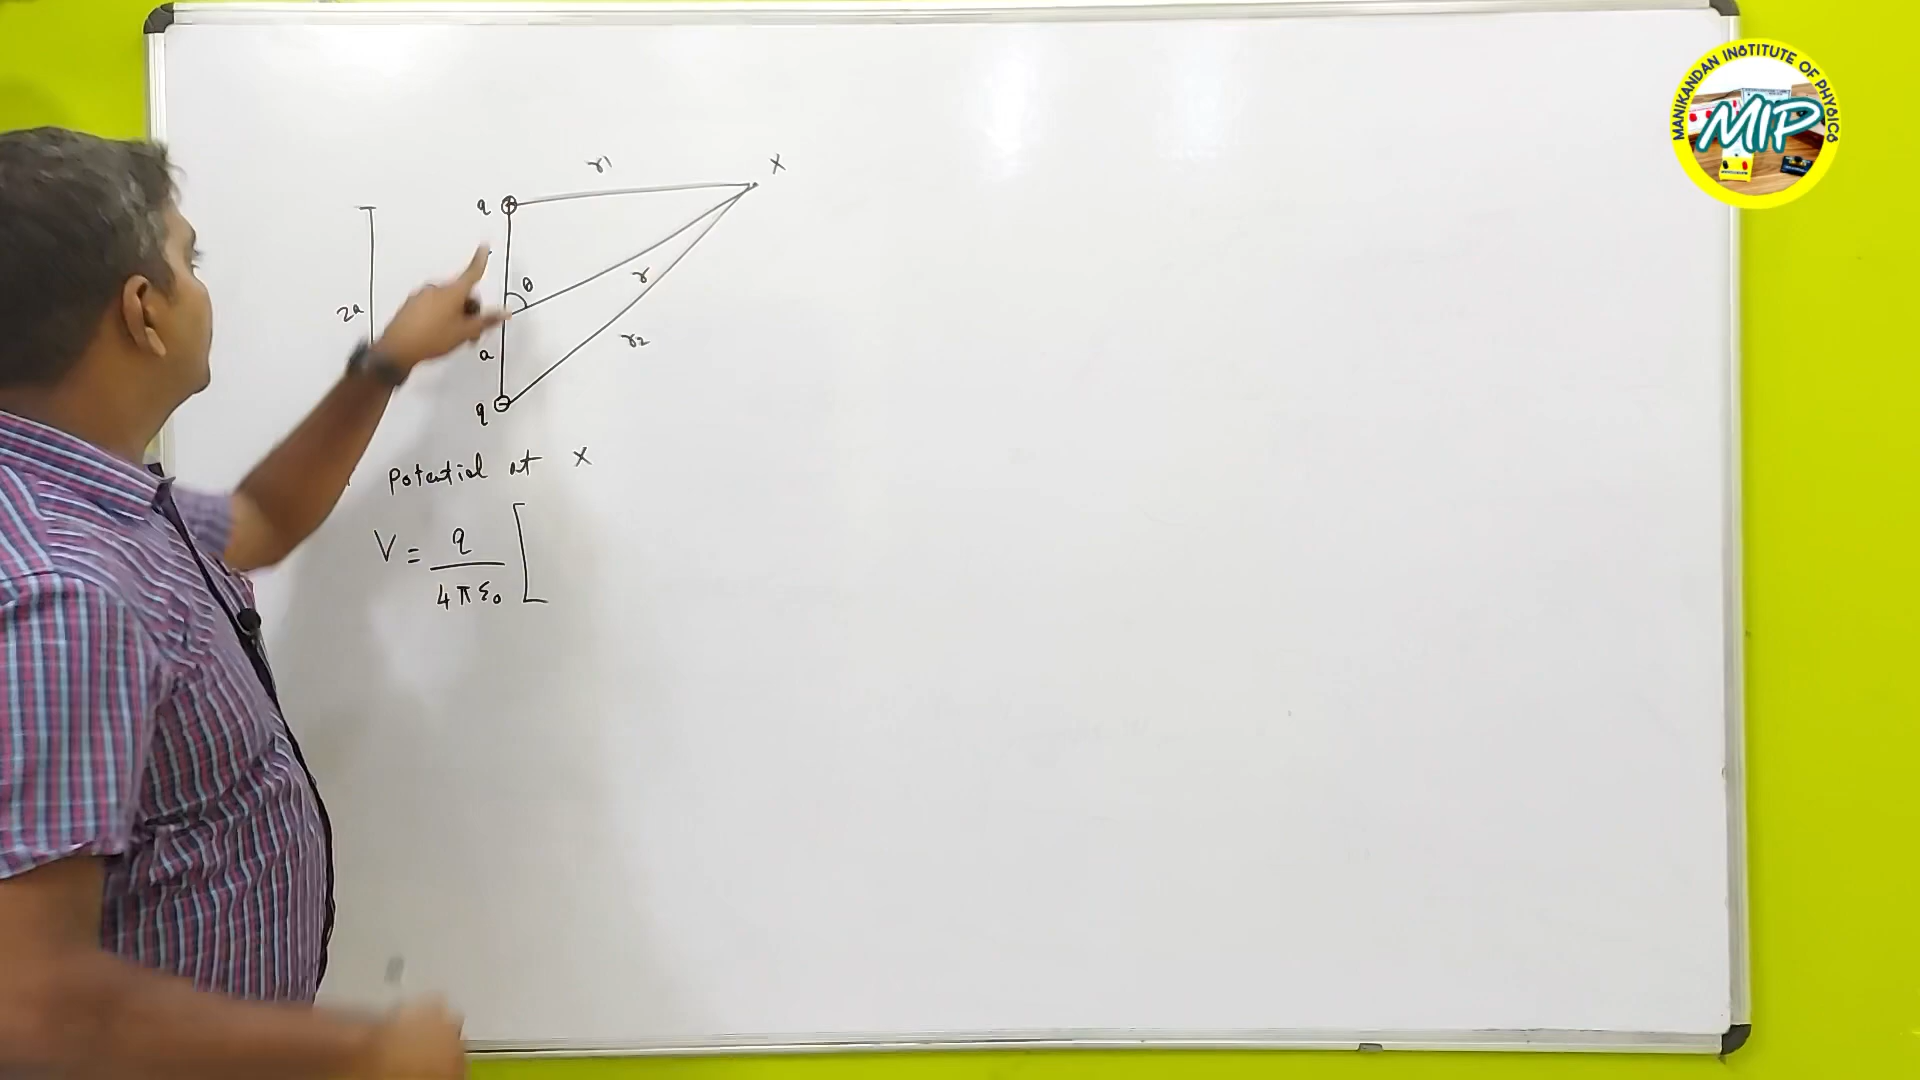 r1
X
q
θ
r
2a
r2
a
q
Potential at X
V = q / 4πε0 [
MANIKANDAN INSTITUTE OF PHYSICS
MIP